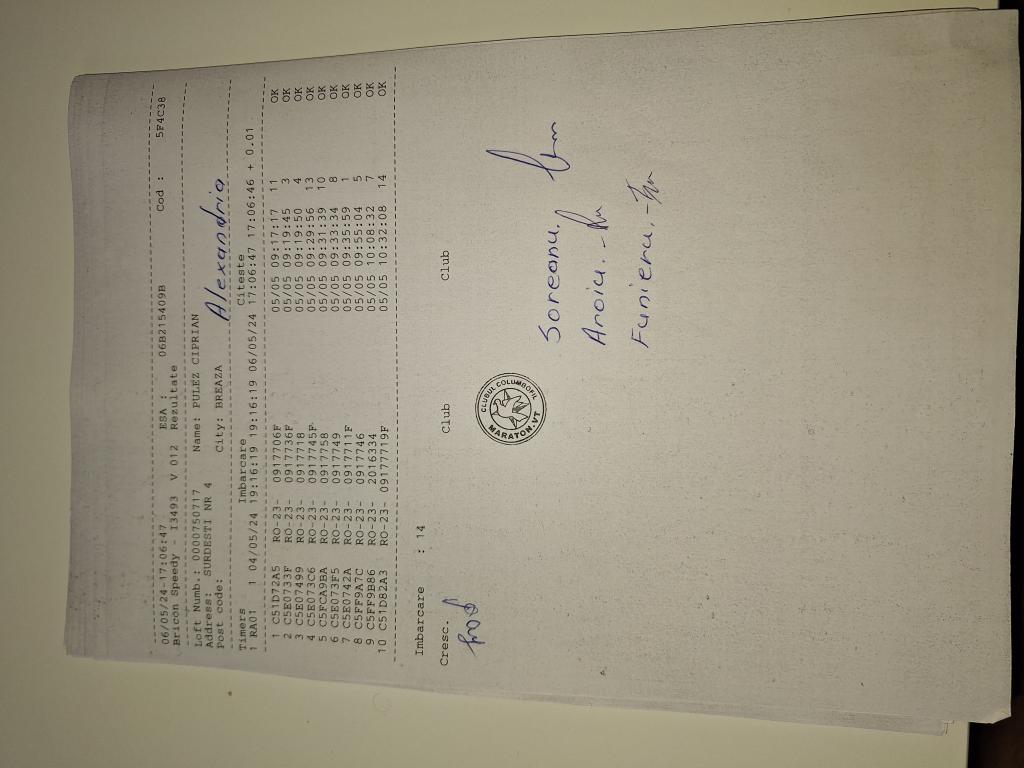 06/05/24-17:06:47 ESA : 06B215409B Cod : 5F4C38
Bricon Speedy - I3493 V 012 Rezultate
Loft Numb.: 0000750717 Name: PULEZ CIPRIAN
Address: SURDESTI NR 4
Post code: City: BREAZA Alexandria
Timers Imbarcare Citeste
1 RA01 1 04/05/24 19:16:19 19:16:19 06/05/24 17:06:47 17:06:46 + 0.01
1 C51D72A5 RO-23- 0917706F 05/05 09:17:17 11 OK
2 C5E0733F RO-23- 0917736F 05/05 09:19:45 3 OK
3 C5E07499 RO-23- 0917718 05/05 09:19:50 4 OK
4 C5E073C6 RO-23- 0917745F 05/05 09:29:56 13 OK
5 C5FCA9BA RO-23- 0917758 05/05 09:31:39 10 OK
6 C5E073F5 RO-23- 0917749 05/05 09:33:34 8 OK
7 C5E0742A RO-23- 0917711F 05/05 09:35:59 1 OK
8 C5FF9A7C RO-23- 0917746 05/05 09:55:04 5 OK
9 C5FF9B86 RO-23- 2016334 05/05 10:08:32 7 OK
10 C51D82A3 RO-23- 09177719F 05/05 10:32:08 14 OK
Imbarcare : 14
Cresc. Club Club
CLUBUL COLUMBOFIL
MARATON.VT
Soreanu.
Aroiu.
Funieru.